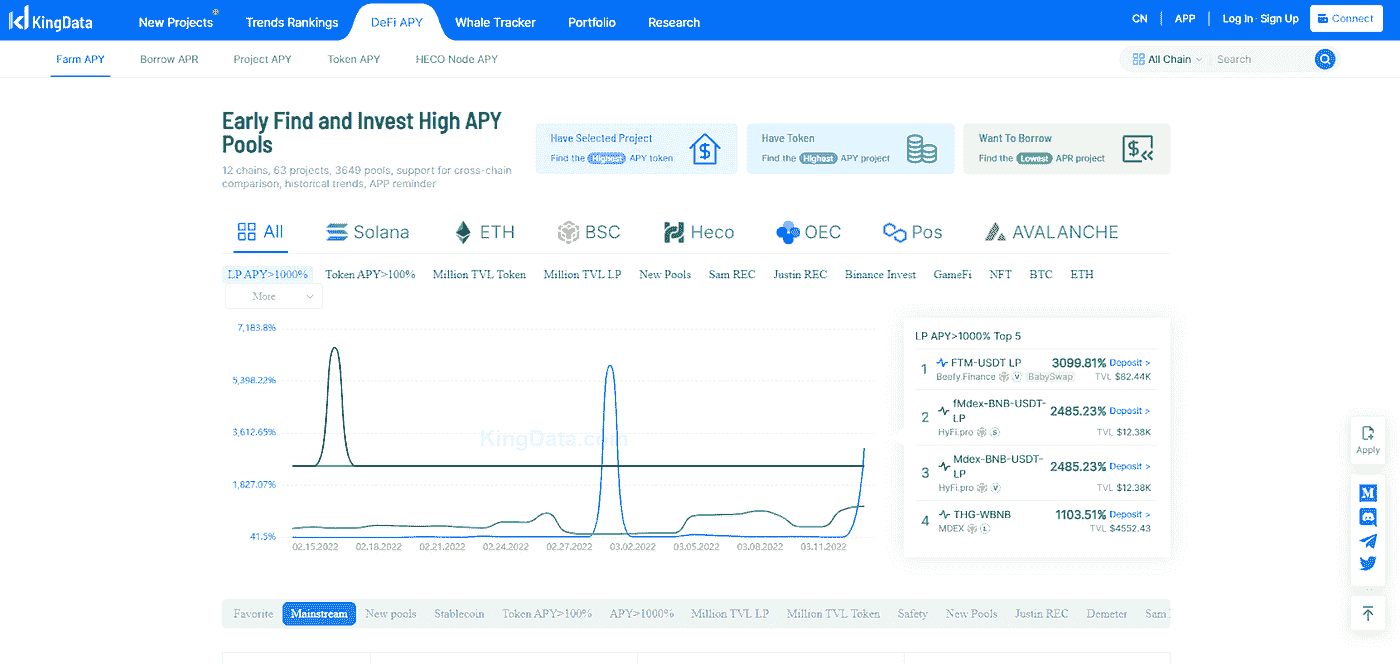 KingData
New Projects
Trends Rankings
DeFi APY
Whale Tracker
Portfolio
Research
CN
APP
Log In · Sign Up
Connect
Farm APY
Borrow APR
Project APY
Token APY
HECO Node APY
All Chain
Search
Early Find and Invest High APY
Pools
12 chains, 63 projects, 3649 pools, support for cross-chain
comparison, historical trends, APP reminder
Have Selected Project
Find the Highest APY token
Have Token
Find the Highest APY project
Want To Borrow
Find the Lowest APR project
All
Solana
ETH
BSC
Heco
OEC
Pos
AVALANCHE
LP APY>1000%
Token APY>100%
Million TVL Token
Million TVL LP
New Pools
Sam REC
Justin REC
Binance Invest
GameFi
NFT
BTC
ETH
More
7,183.8%
5,398.22%
3,612.65%
1,827.07%
41.5%
KingData.com
02.15.2022
02.18.2022
02.21.2022
02.24.2022
02.27.2022
03.02.2022
03.05.2022
03.08.2022
03.11.2022
LP APY>1000% Top 5
1 FTM-USDT LP 3099.81% Deposit >
Beefy.Finance V BabySwap TVL $82.44K
2 fMdex-BNB-USDT-
LP 2485.23% Deposit >
HyFi.pro S TVL $12.38K
3 Mdex-BNB-USDT-
LP 2485.23% Deposit >
HyFi.pro V TVL $12.38K
4 THG-WBNB 1103.51% Deposit >
MDEX L TVL $4552.43
Apply
Favorite
Mainstream
New pools
Stablecoin
Token APY>100%
APY>1000%
Million TVL LP
Million TVL Token
Safety
New Pools
Justin REC
Demeter
Sam